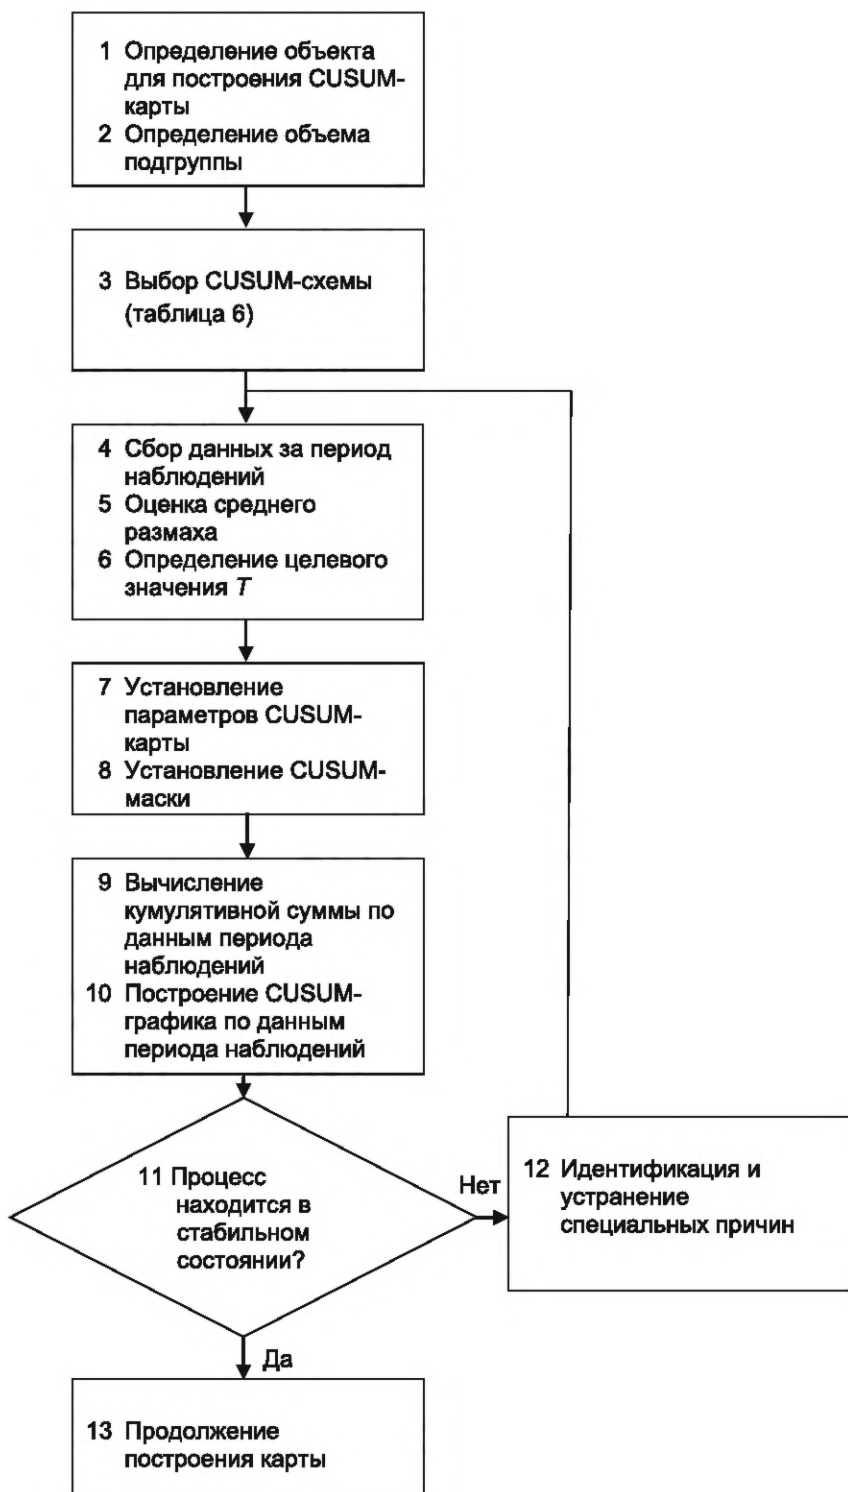 1 Определение объекта
для построения CUSUM-
карты
2 Определение объема
подгруппы
3 Выбор CUSUM-схемы
(таблица 6)
4 Сбор данных за период
наблюдений
5 Оценка среднего
размаха
6 Определение целевого
значения T
7 Установление
параметров CUSUM-
карты
8 Установление CUSUM-
маски
9 Вычисление
кумулятивной суммы по
данным периода
наблюдений
10 Построение CUSUM-
графика по данным
периода наблюдений
11 Процесс
находится в
стабильном
состоянии?
Нет
12 Идентификация и
устранение
специальных причин
Да
13 Продолжение
построения карты